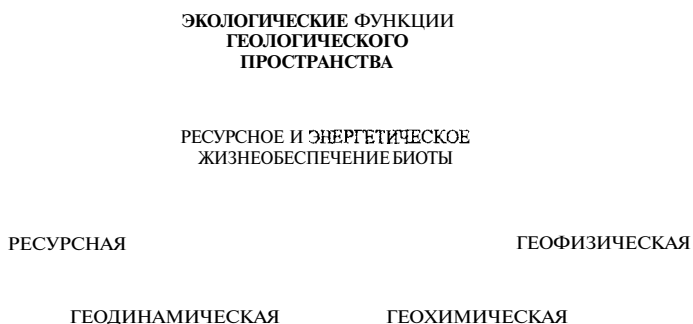 ЭКОЛОГИЧЕСКИЕ ФУНКЦИИ
ГЕОЛОГИЧЕСКОГО
ПРОСТРАНСТВА
РЕСУРСНОЕ И ЭНЕРГЕТИЧЕСКОЕ
ЖИЗНЕОБЕСПЕЧЕНИЕ БИОТЫ
РЕСУРСНАЯ
ГЕОФИЗИЧЕСКАЯ
ГЕОДИНАМИЧЕСКАЯ
ГЕОХИМИЧЕСКАЯ